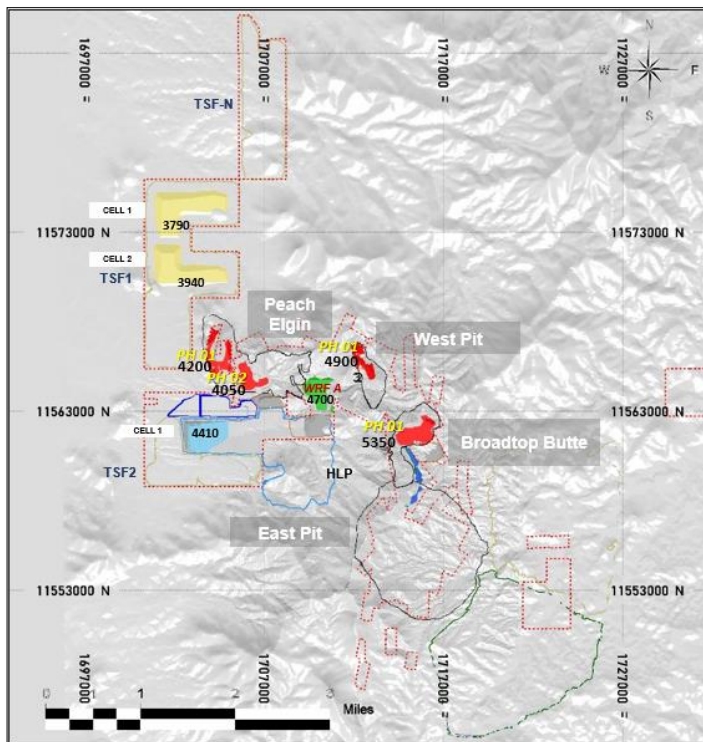 N
W E
S
1697000 =
1707000 =
1717000 =
1727000 =
TSF-N
CELL 1
3790
11573000 N
11573000 N
CELL 2
3940
TSF1
Peach
Elgin
West Pit
PH 01
4200
PH 01
4900
PH 02
4050
WRF A
4700
11563000 N
11563000 N
PH 01
5350
CELL 1
4410
Broadtop Butte
TSF2
HLP
East Pit
11553000 N
11553000 N
1697000 =
1707000 =
1717000 =
1727000 =
0 1 2 3
Miles